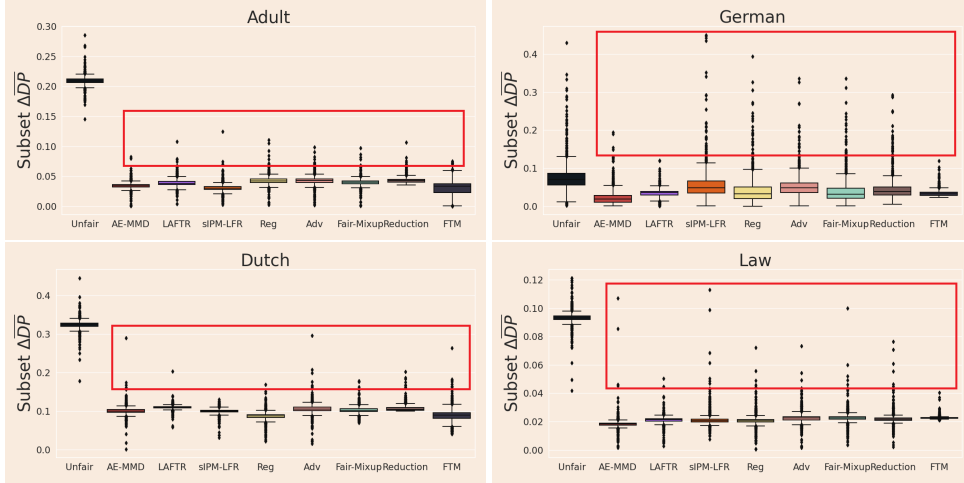 Adult
Subset ΔD̅P̅
0.30
0.25
0.20
0.15
0.10
0.05
0.00
Unfair AE-MMD LAFTR sIPM-LFR Reg Adv Fair-Mixup Reduction FTM
German
Subset ΔD̅P̅
0.4
0.3
0.2
0.1
0.0
Unfair AE-MMD LAFTR sIPM-LFR Reg Adv Fair-Mixup Reduction FTM
Dutch
Subset ΔD̅P̅
0.4
0.3
0.2
0.1
0.0
Unfair AE-MMD LAFTR sIPM-LFR Reg Adv Fair-Mixup Reduction FTM
Law
Subset ΔD̅P̅
0.12
0.10
0.08
0.06
0.04
0.02
0.00
Unfair AE-MMD LAFTR sIPM-LFR Reg Adv Fair-Mixup Reduction FTM